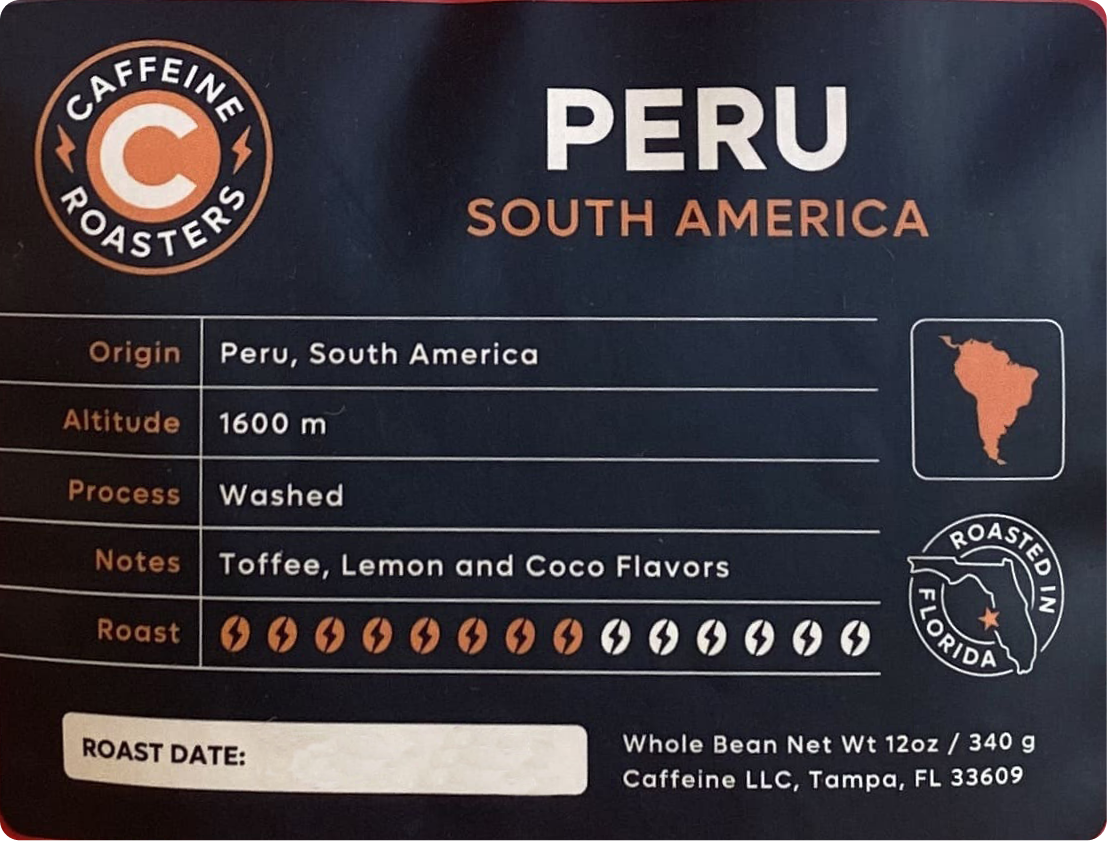 CAFFEINE
C
ROASTERS
PERU
SOUTH AMERICA
Origin Peru, South America
Altitude 1600 m
Process Washed
Notes Toffee, Lemon and Coco Flavors
Roast
ROASTED IN
FLORIDA
ROAST DATE:
Whole Bean Net Wt 12oz / 340 g
Caffeine LLC, Tampa, FL 33609